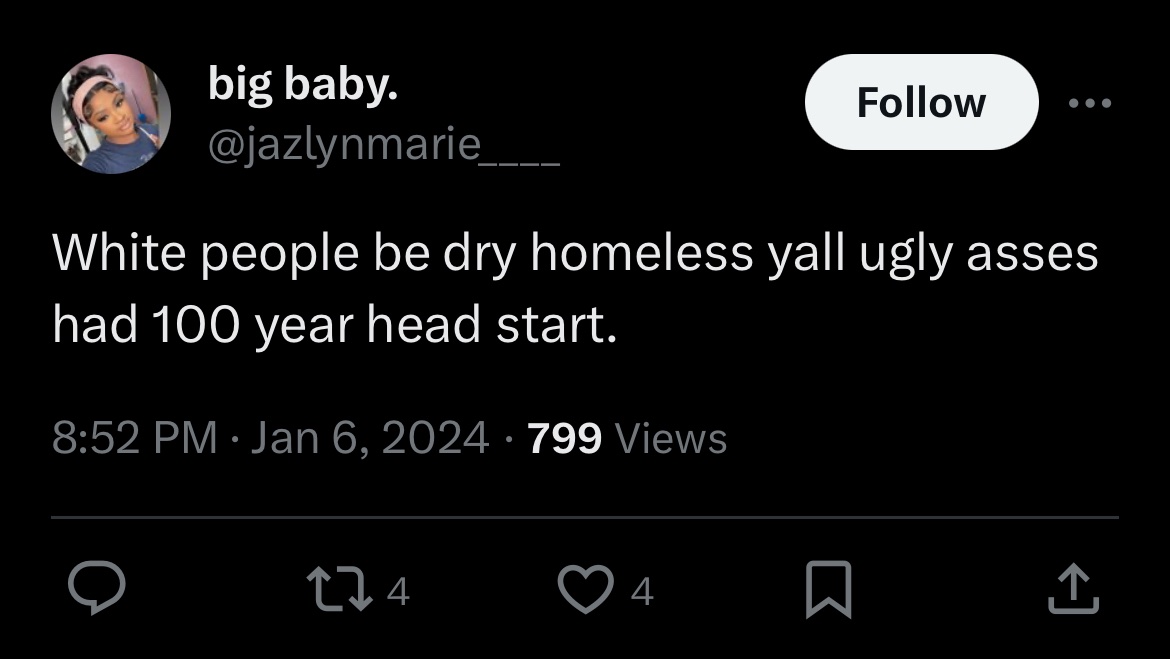 big baby.
Follow
@jazlynmarie____
White people be dry homeless yall ugly asses
had 100 year head start.
8:52 PM · Jan 6, 2024 · 799 Views
4
4